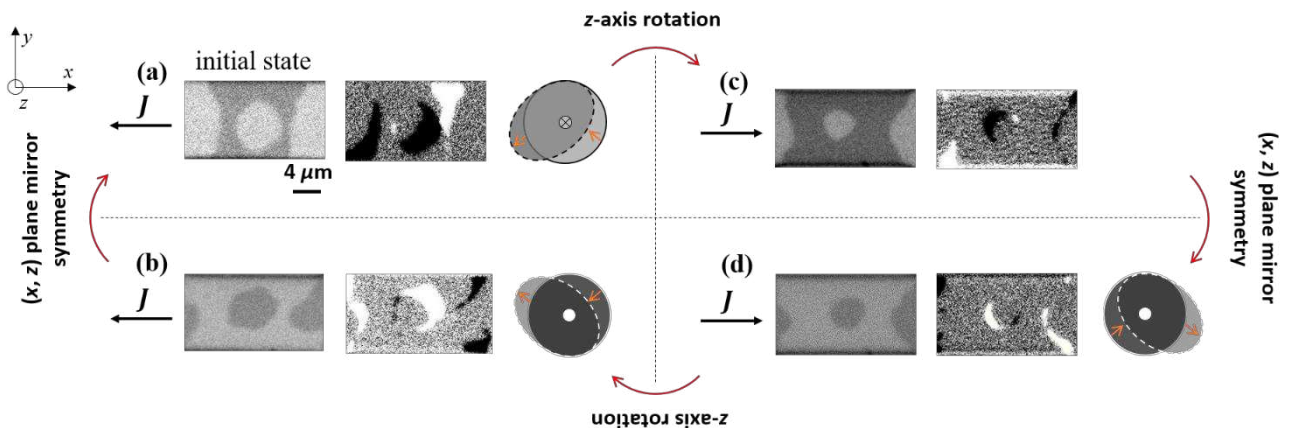 z-axis rotation
y
x
z
(a)
initial state
J
4 μm
(c)
J
(x, z) plane mirror
symmetry
(x, z) plane mirror
symmetry
(b)
J
(d)
J
z-axis rotation